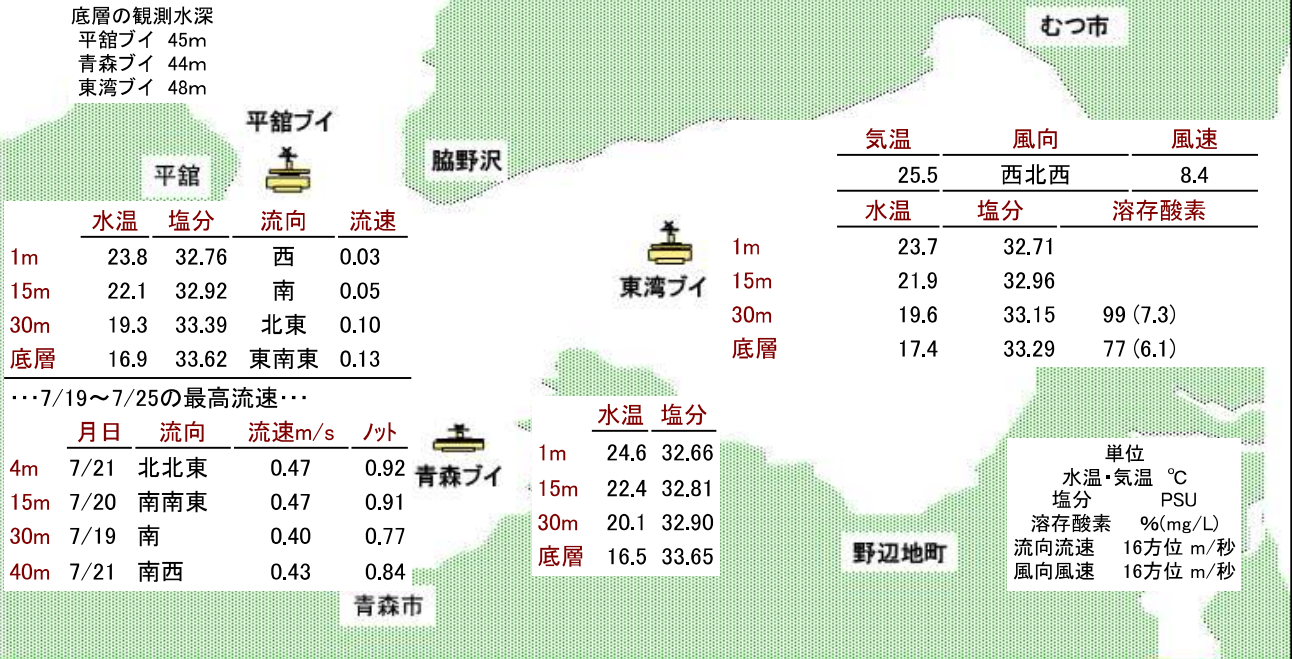 底層の観測水深
平舘ブイ 45m
青森ブイ 44m
東湾ブイ 48m
むつ市
平舘ブイ
脇野沢
平舘
気温 風向 風速
25.5 西北西 8.4
水温 塩分 溶存酸素
1m 23.7 32.71
15m 21.9 32.96
30m 19.6 33.15 99 (7.3)
底層 17.4 33.29 77 (6.1)
東湾ブイ
水温 塩分 流向 流速
1m 23.8 32.76 西 0.03
15m 22.1 32.92 南 0.05
30m 19.3 33.39 北東 0.10
底層 16.9 33.62 東南東 0.13
…7/19～7/25の最高流速…
月日 流向 流速m/s ノット
4m 7/21 北北東 0.47 0.92
15m 7/20 南南東 0.47 0.91
30m 7/19 南 0.40 0.77
40m 7/21 南西 0.43 0.84
青森ブイ
水温 塩分
1m 24.6 32.66
15m 22.4 32.81
30m 20.1 32.90
底層 16.5 33.65
野辺地町
青森市
単位
水温・気温 ℃
塩分 PSU
溶存酸素 %(mg/L)
流向流速 16方位 m/秒
風向風速 16方位 m/秒